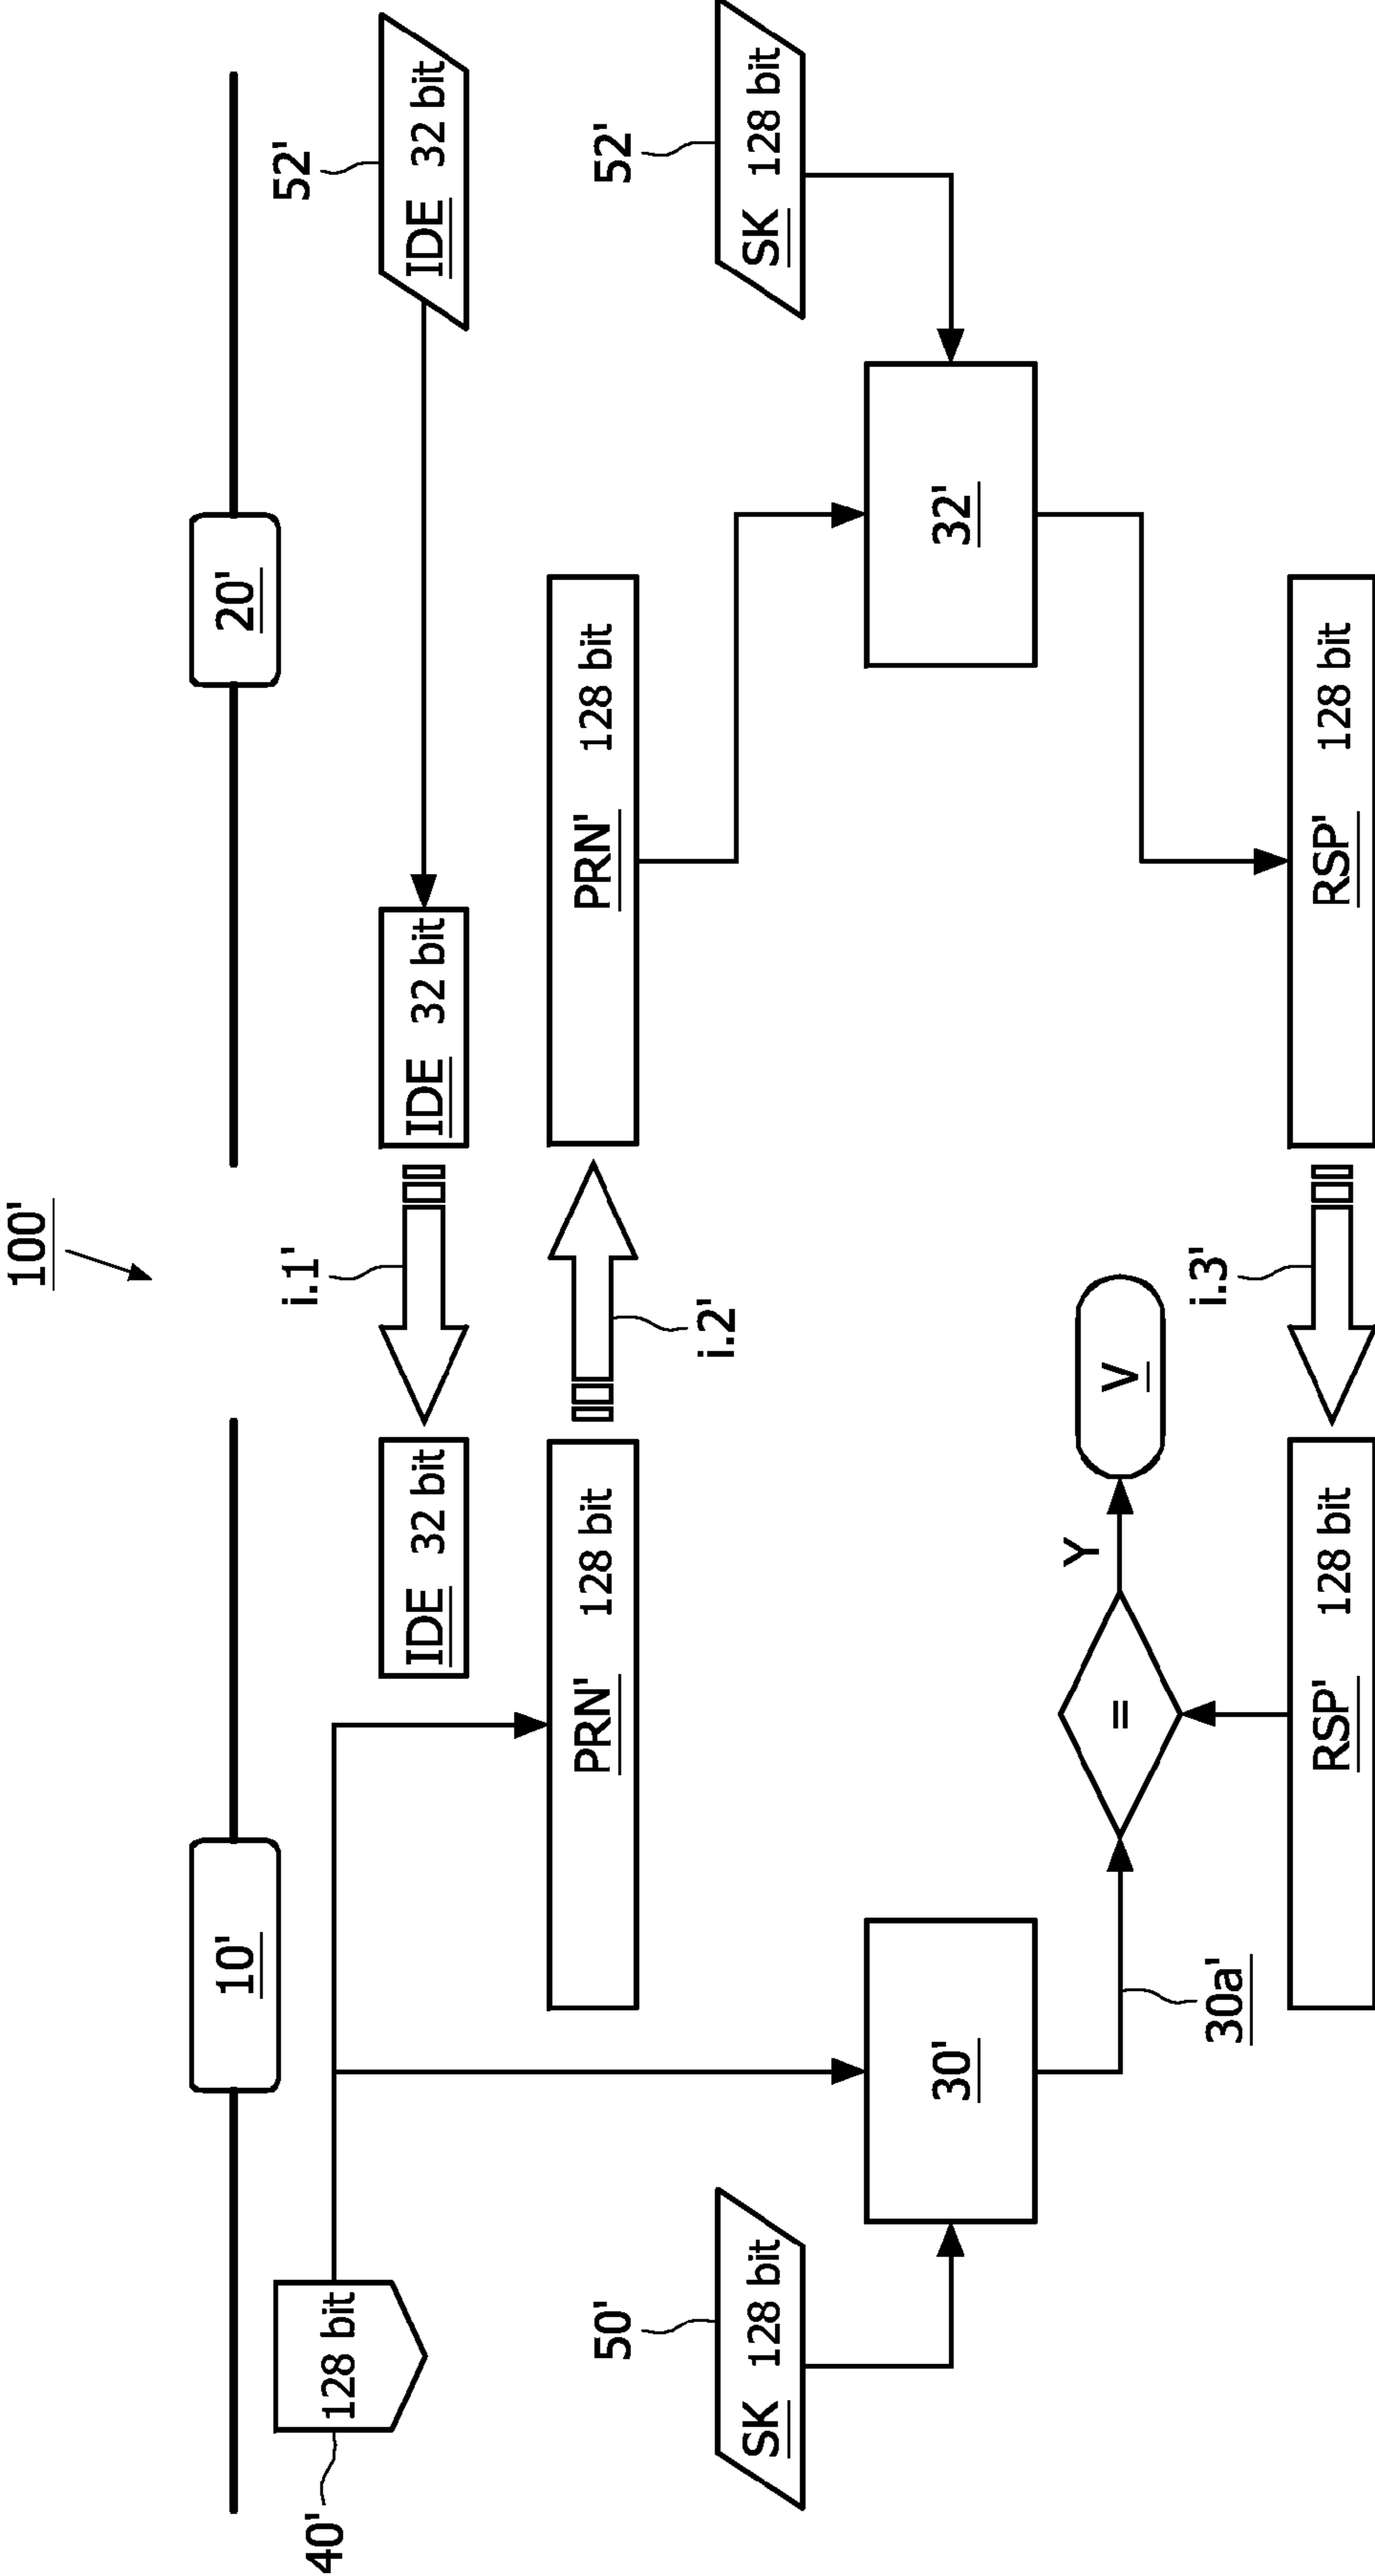 100'
10'
20'
40'
128 bit
52'
i.1'
IDE 32 bit
IDE 32 bit
IDE 32 bit
PRN' 128 bit
PRN' 128 bit
i.2'
50'
52'
SK 128 bit
SK 128 bit
30'
32'
Y
V
=
30a'
i.3'
RSP' 128 bit
RSP' 128 bit